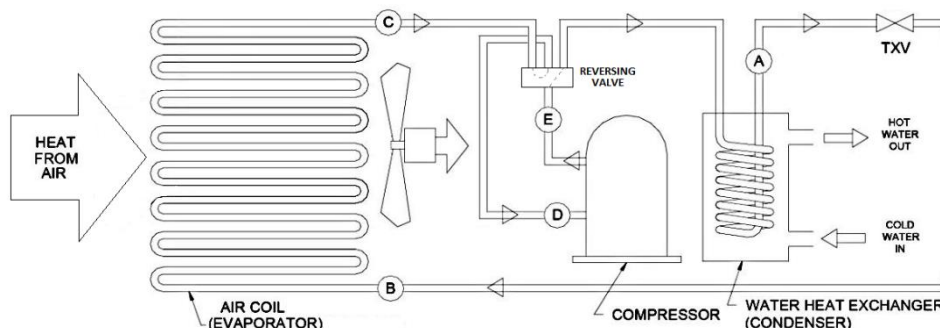 C
A
TXV
REVERSING
VALVE
HEAT
FROM
AIR
E
HOT
WATER
OUT
D
COLD
WATER
IN
B
AIR COIL
(EVAPORATOR)
COMPRESSOR
WATER HEAT EXCHANGER
(CONDENSER)